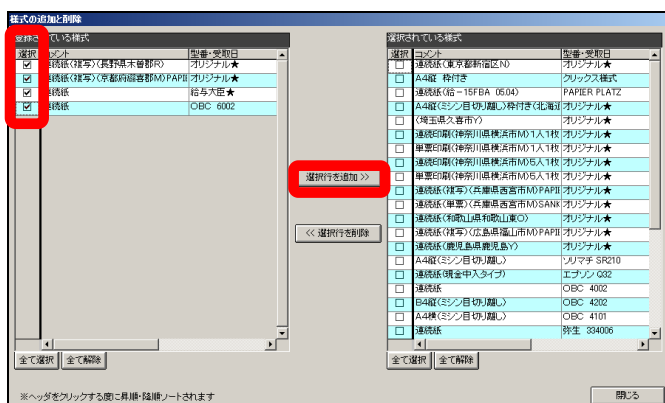 様式の追加と削除
登録されている様式
選択 コメント 型番・受取日
連続紙(複写)(長野県木曽郡R) オリジナル★
連続紙(複写)(京都府綴喜郡M)PAPIE オリジナル★
連続紙 給与大臣★
連続紙 OBC 6002
全て選択 全て解除
選択行を追加 >>
<< 選択行を削除
選択されている様式
選択 コメント 型番・受取日
連続紙(東京都新宿区N) オリジナル★
A4縦 枠付き クリックス様式
連続紙(給－15FBA 05.04) PAPIER PLATZ
A4縦(ミシン目切り離し)枠付き(北海道 オリジナル★
(埼玉県久喜市Y) オリジナル★
連続印刷(神奈川県横浜市M)1人1枚 オリジナル★
単票印刷(神奈川県横浜市M)1人1枚 オリジナル★
連続印刷(神奈川県横浜市M)5人1枚 オリジナル★
単票印刷(神奈川県横浜市M)5人1枚 オリジナル★
連続紙(複写)(兵庫県西宮市M)PAPIE オリジナル★
連続紙(単票)(兵庫県西宮市M)SANK オリジナル★
連続紙(和歌山県和歌山東O) オリジナル★
連続紙(複写)(広島県福山市M)PAPIE オリジナル★
連続紙(鹿児島県鹿児島Y) オリジナル★
A4縦(ミシン目切り離し) ソリマチ SR210
連続紙(現金中入タイプ) エプソン Q32
連続紙 OBC 4002
B4縦(ミシン目切り離し) OBC 4202
A4横(ミシン目切り離し) OBC 4101
連続紙 弥生 334006
全て選択 全て解除
※ヘッダをクリックする度に昇順・降順ソートされます
閉じる